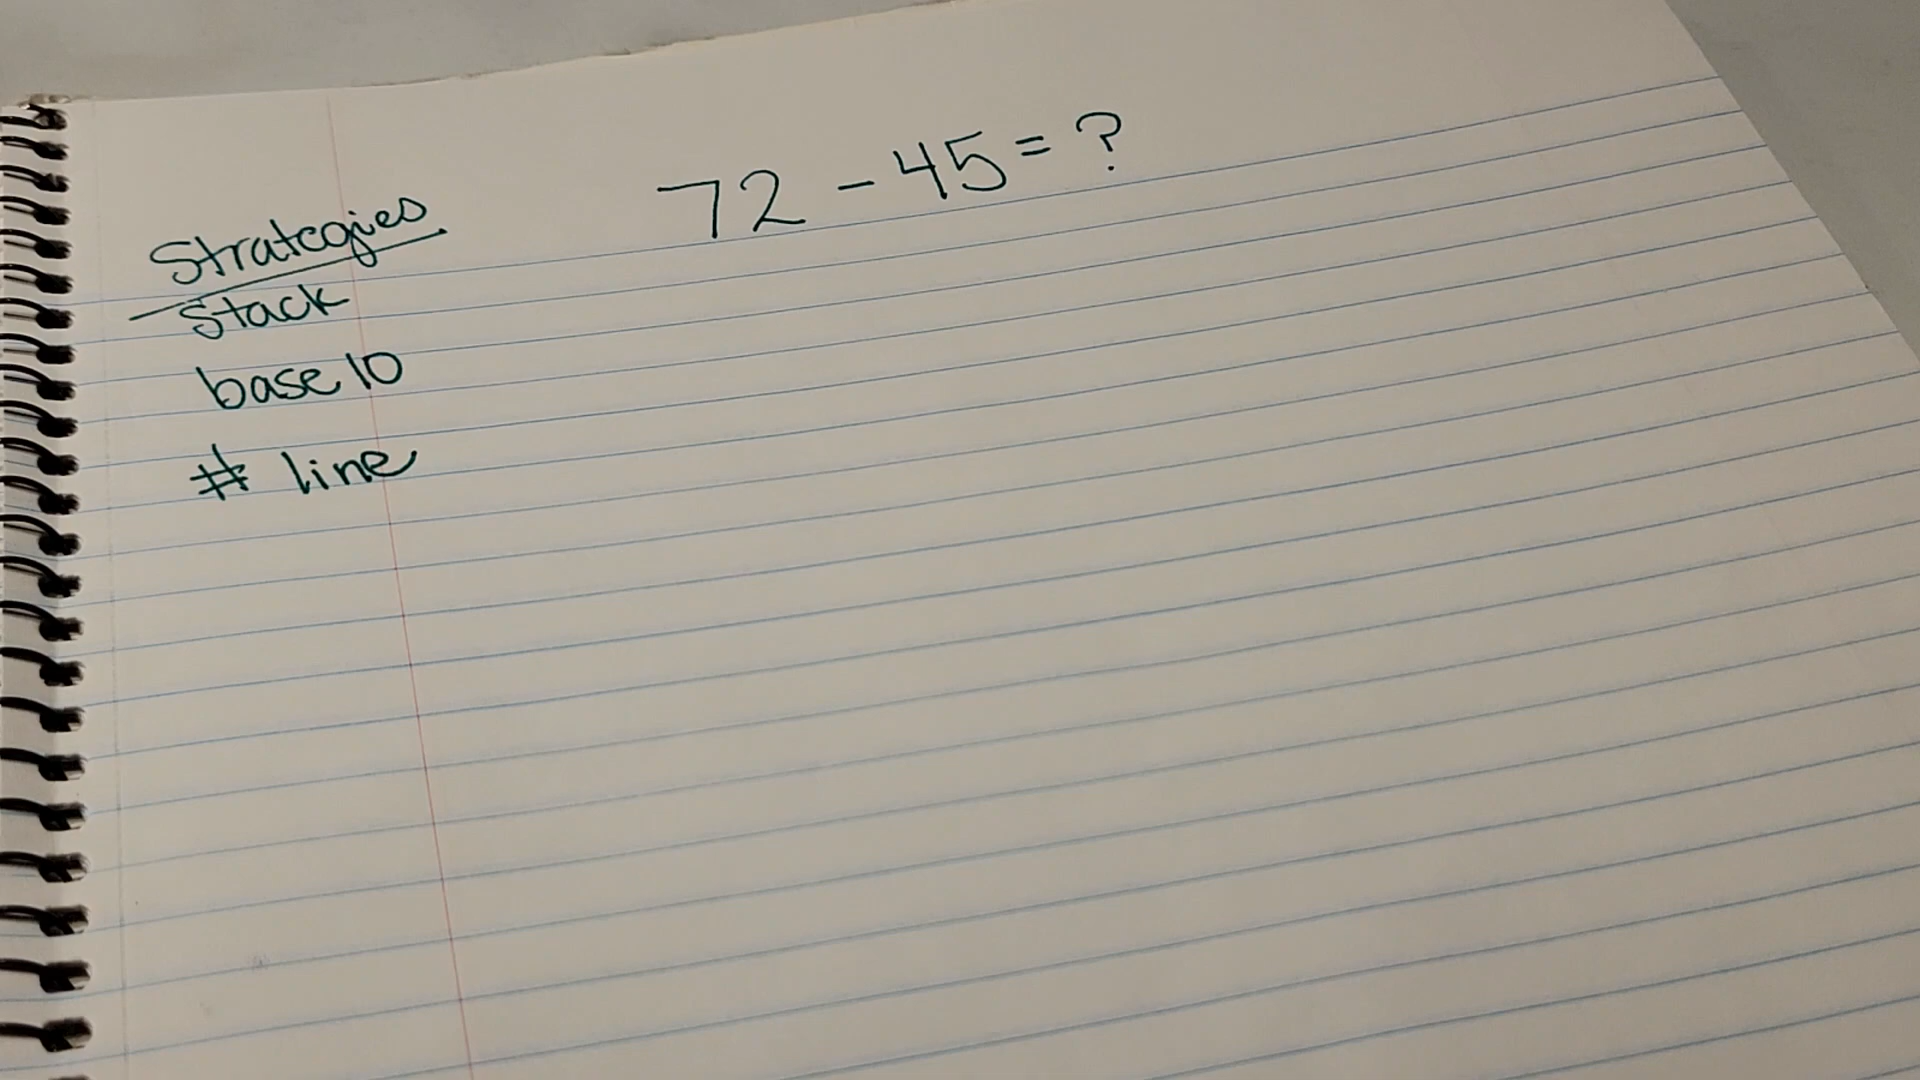 72 - 45 = ?
Strategies
Stack
base 10
# line